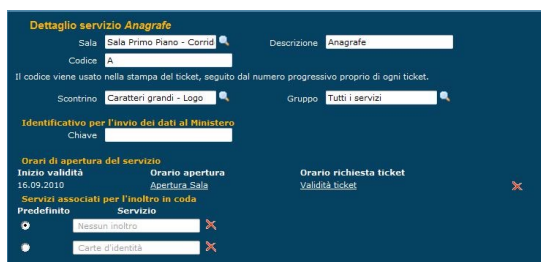 Dettaglio servizio Anagrafe
Sala Sala Primo Piano - Corrid Descrizione Anagrafe
Codice A
Il codice viene usato nella stampa del ticket, seguito dal numero progressivo proprio di ogni ticket.
Scontrino Caratteri grandi - Logo Gruppo Tutti i servizi
Identificativo per l'invio dei dati al Ministero
Chiave
Orari di apertura del servizio
Inizio validità Orario apertura Orario richiesta ticket
16.09.2010 Apertura Sala Validità ticket
Servizi associati per l'inoltro in coda
Predefinito Servizio
Nessun inoltro
Carte d'identità